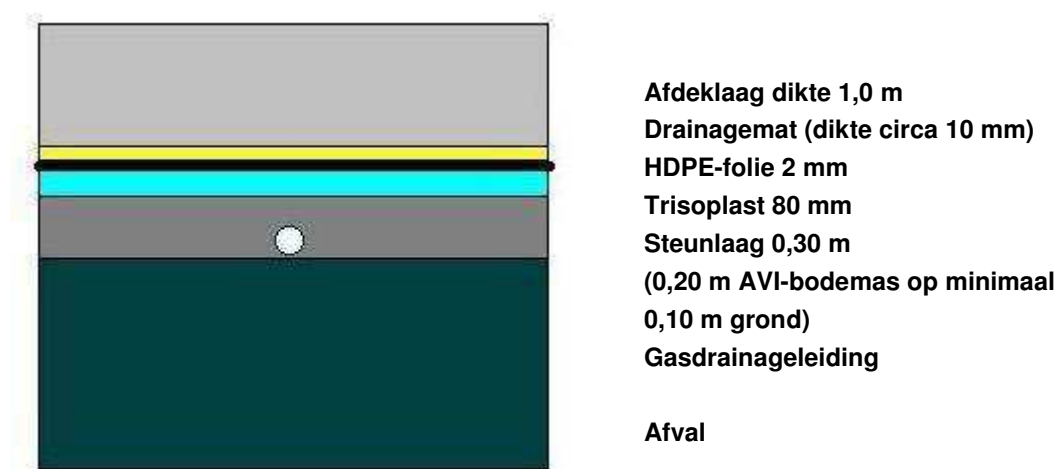 Afdeklaag dikte 1,0 m
Drainagemat (dikte circa 10 mm)
HDPE-folie 2 mm
Trisoplast 80 mm
Steunlaag 0,30 m
(0,20 m AVI-bodemas op minimaal
0,10 m grond)
Gasdrainageleiding
Afval